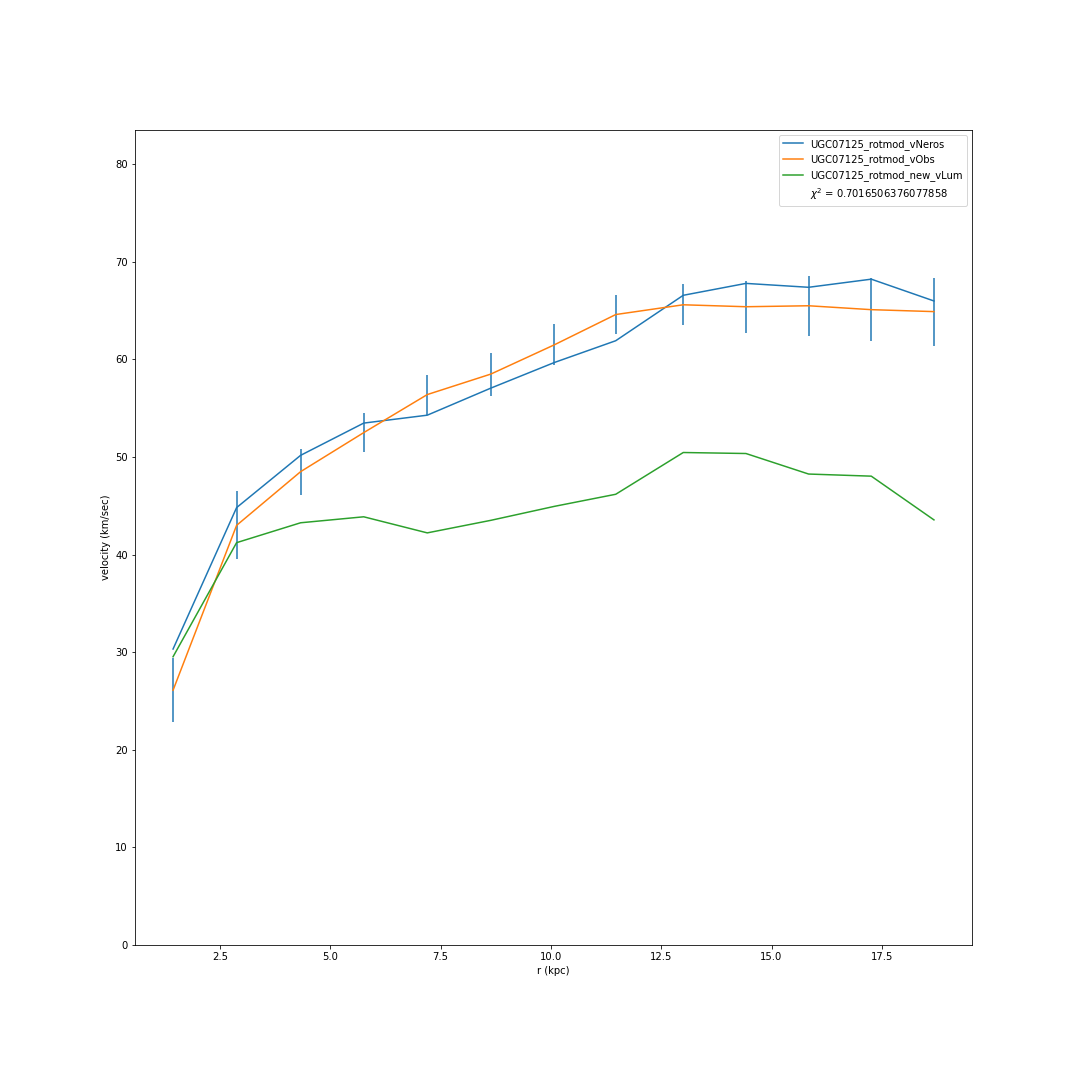 UGC07125_rotmod_vNeros
UGC07125_rotmod_vObs
UGC07125_rotmod_new_vLum
χ² = 0.7016506376077858
80
70
60
50
40
30
20
10
0
velocity (km/sec)
2.5 5.0 7.5 10.0 12.5 15.0 17.5
r (kpc)